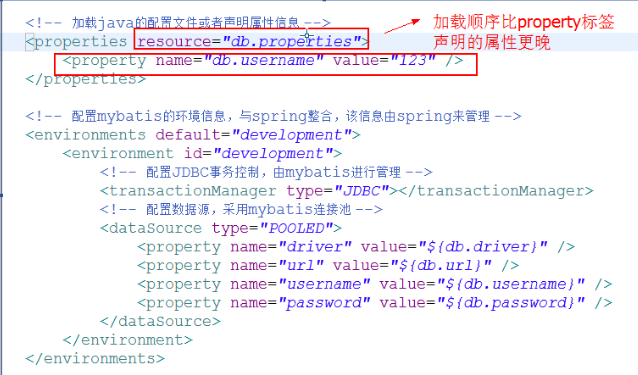 <!-- 加载java的配置文件或者声明属性信息 -->
加载顺序比property标签
声明的属性更晚
<properties resource="db.properties">
<property name="db.username" value="123" />
</properties>
<!-- 配置mybatis的环境信息，与spring整合，该信息由spring来管理 -->
<environments default="development">
<environment id="development">
<!-- 配置JDBC事务控制，由mybatis进行管理 -->
<transactionManager type="JDBC"></transactionManager>
<!-- 配置数据源，采用mybatis连接池 -->
<dataSource type="POOLED">
<property name="driver" value="${db.driver}" />
<property name="url" value="${db.url}" />
<property name="username" value="${db.username}" />
<property name="password" value="${db.password}" />
</dataSource>
</environment>
</environments>